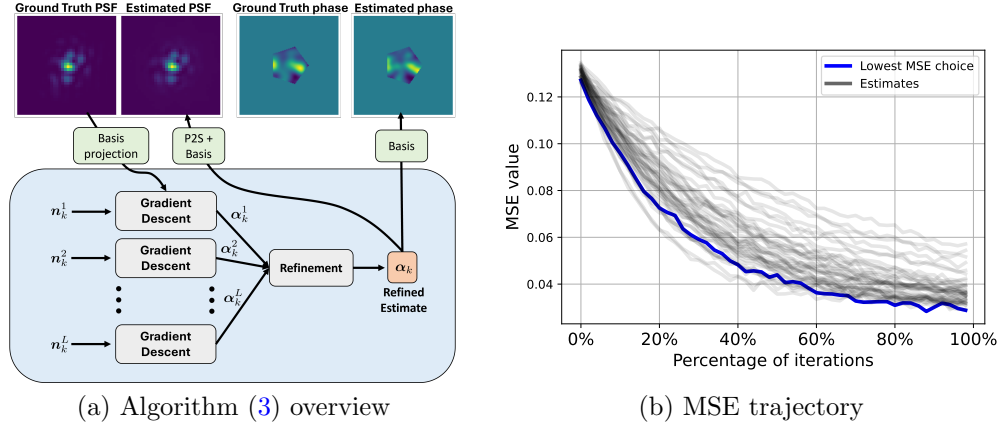 Ground Truth PSF Estimated PSF Ground Truth phase Estimated phase
Basis
projection
P2S +
Basis
Basis
n_k^1
Gradient
Descent
α_k^1
n_k^2
Gradient
Descent
α_k^2
Refinement
α_k
Refined
Estimate
α_k^L
n_k^L
Gradient
Descent
(a) Algorithm (3) overview
Lowest MSE choice
Estimates
MSE value
0.12
0.10
0.08
0.06
0.04
0% 20% 40% 60% 80% 100%
Percentage of iterations
(b) MSE trajectory